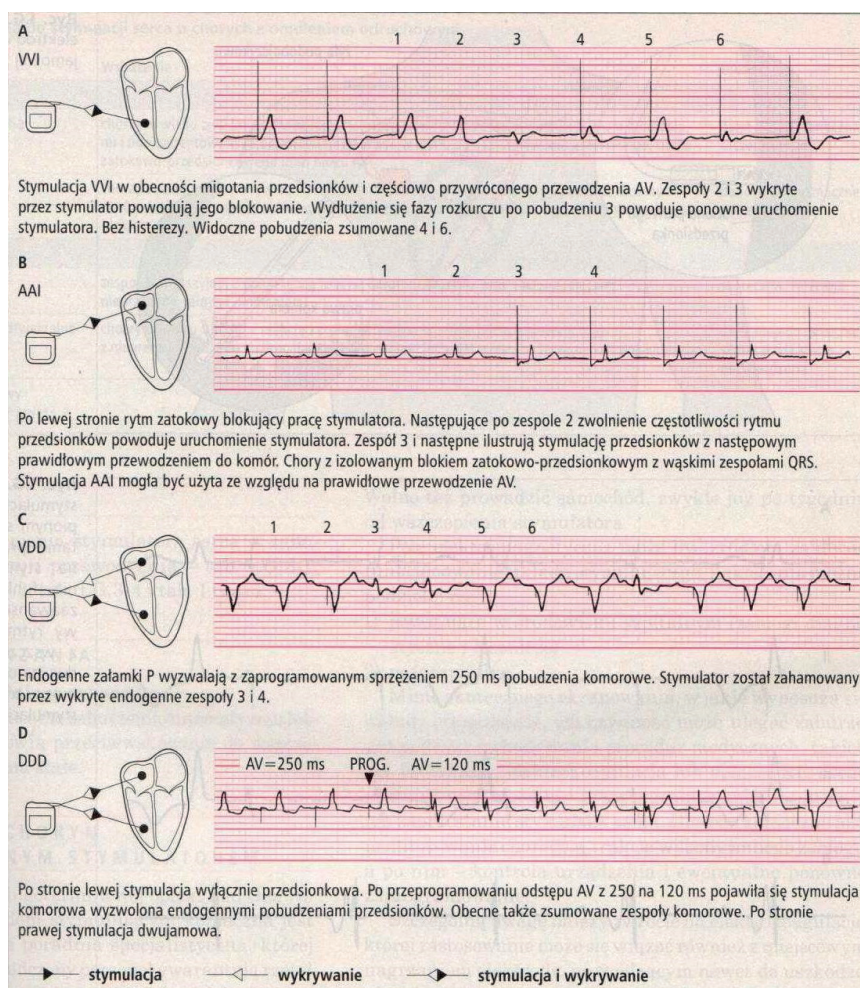 A
VVI
1 2 3 4 5 6
Stymulacja VVI w obecności migotania przedsionków i częściowo przywróconego przewodzenia AV. Zespoły 2 i 3 wykryte
przez stymulator powodują jego blokowanie. Wydłużenie się fazy rozkurczu po pobudzeniu 3 powoduje ponowne uruchomienie
stymulatora. Bez histerezy. Widoczne pobudzenia zsumowane 4 i 6.
B
AAI
1 2 3 4
Po lewej stronie rytm zatokowy blokujący pracę stymulatora. Następujące po zespole 2 zwolnienie częstotliwości rytmu
przedsionków powoduje uruchomienie stymulatora. Zespół 3 i następne ilustrują stymulację przedsionków z następowym
prawidłowym przewodzeniem do komór. Chory z izolowanym blokiem zatokowo-przedsionkowym z wąskimi zespołami QRS.
Stymulacja AAI mogła być użyta ze względu na prawidłowe przewodzenie AV.
C
VDD
1 2 3 4 5 6
Endogenne załamki P wyzwalają z zaprogramowanym sprzężeniem 250 ms pobudzenia komorowe. Stymulator został zahamowany
przez wykryte endogenne zespoły 3 i 4.
D
DDD
AV=250 ms PROG. AV=120 ms
Po stronie lewej stymulacja wyłącznie przedsionkowa. Po przeprogramowaniu odstępu AV z 250 na 120 ms pojawiła się stymulacja
komorowa wyzwolona endogennymi pobudzeniami przedsionków. Obecne także zsumowane zespoły komorowe. Po stronie
prawej stymulacja dwujamowa.
stymulacja wykrywanie stymulacja i wykrywanie